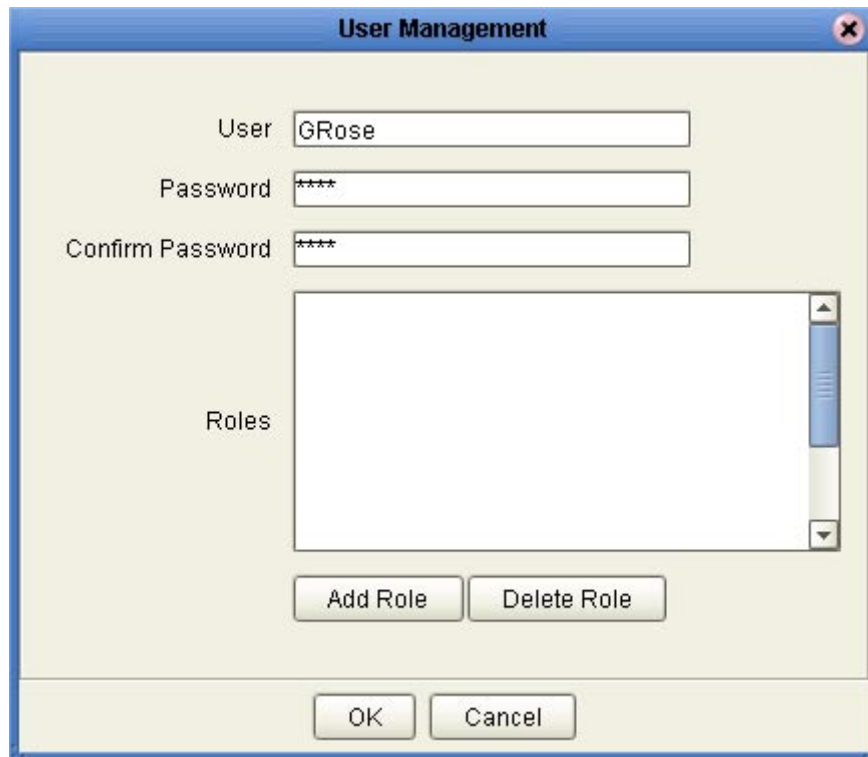 User Management
User GRose
Password ****
Confirm Password ****
Roles
Add Role Delete Role
OK Cancel